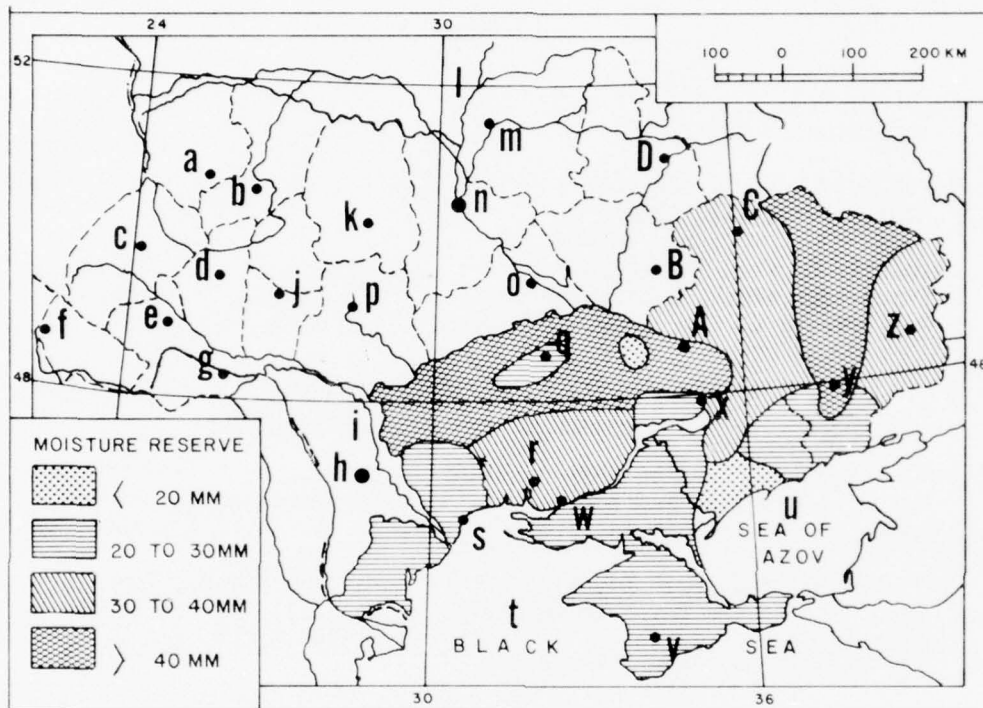 24 30
52
100 0 100 200 KM
l
m
a
D
b
n
C
k
c
B
d
o
j
p
z
e
A
f
q
y
g
48 48
x
i
MOISTURE RESERVE
r
h
< 20 MM
u
w
s
SEA OF
20 TO 30MM
AZOV
t
30 TO 40MM
v
BLACK SEA
> 40 MM
30 36